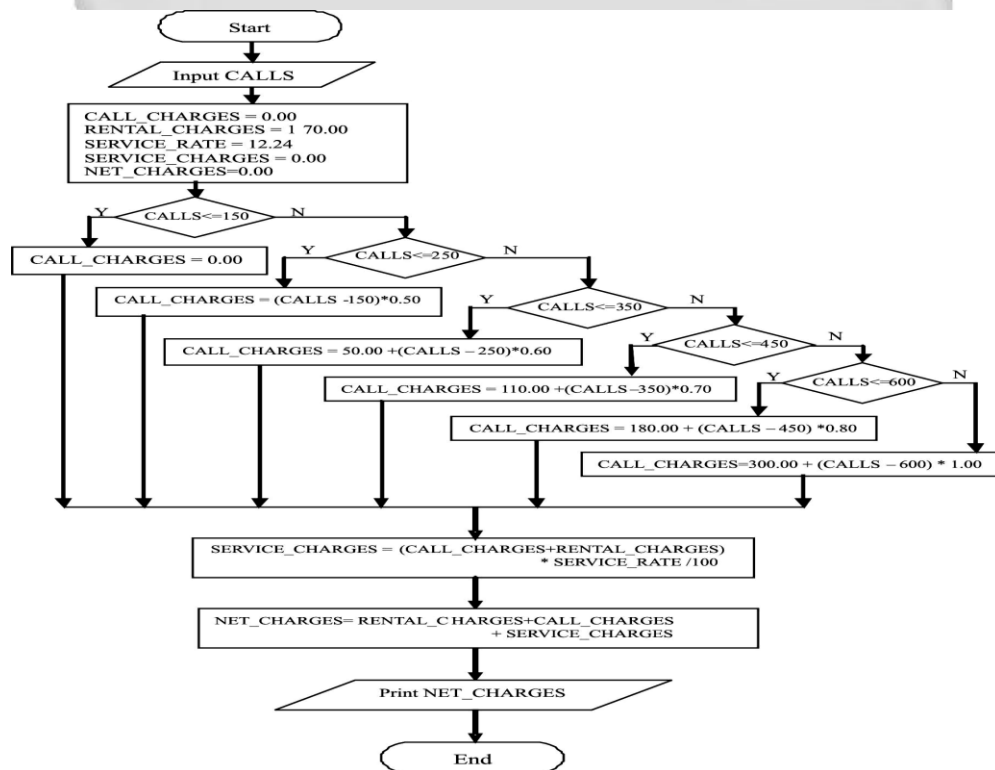 Start
Input CALLS
CALL_CHARGES = 0.00
RENTAL_CHARGES = 1 70.00
SERVICE_RATE = 12.24
SERVICE_CHARGES = 0.00
NET_CHARGES=0.00
Y
CALLS<=150
N
CALL_CHARGES = 0.00
Y
CALLS<=250
N
CALL_CHARGES = (CALLS -150)*0.50
Y
CALLS<=350
N
CALL_CHARGES = 50.00 +(CALLS – 250)*0.60
Y
CALLS<=450
N
CALL_CHARGES = 110.00 +(CALLS–350)*0.70
Y
CALLS<=600
N
CALL_CHARGES = 180.00 + (CALLS – 450) *0.80
CALL_CHARGES=300.00 + (CALLS – 600) * 1.00
SERVICE_CHARGES = (CALL_CHARGES+RENTAL_CHARGES)
* SERVICE_RATE /100
NET_CHARGES= RENTAL_CHARGES+CALL_CHARGES
+ SERVICE_CHARGES
Print NET_CHARGES
End